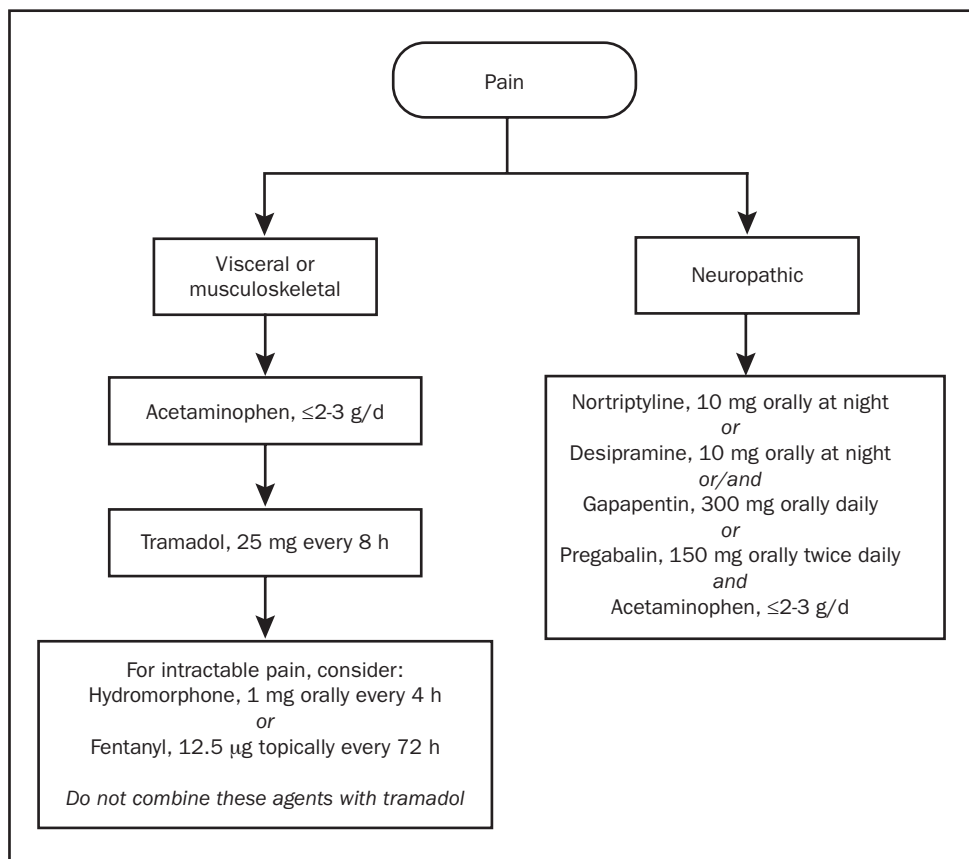 Pain
Visceral or
musculoskeletal
Acetaminophen, ≤2-3 g/d
Tramadol, 25 mg every 8 h
For intractable pain, consider:
Hydromorphone, 1 mg orally every 4 h
or
Fentanyl, 12.5 μg topically every 72 h
Do not combine these agents with tramadol
Neuropathic
Nortriptyline, 10 mg orally at night
or
Desipramine, 10 mg orally at night
or/and
Gapapentin, 300 mg orally daily
or
Pregabalin, 150 mg orally twice daily
and
Acetaminophen, ≤2-3 g/d